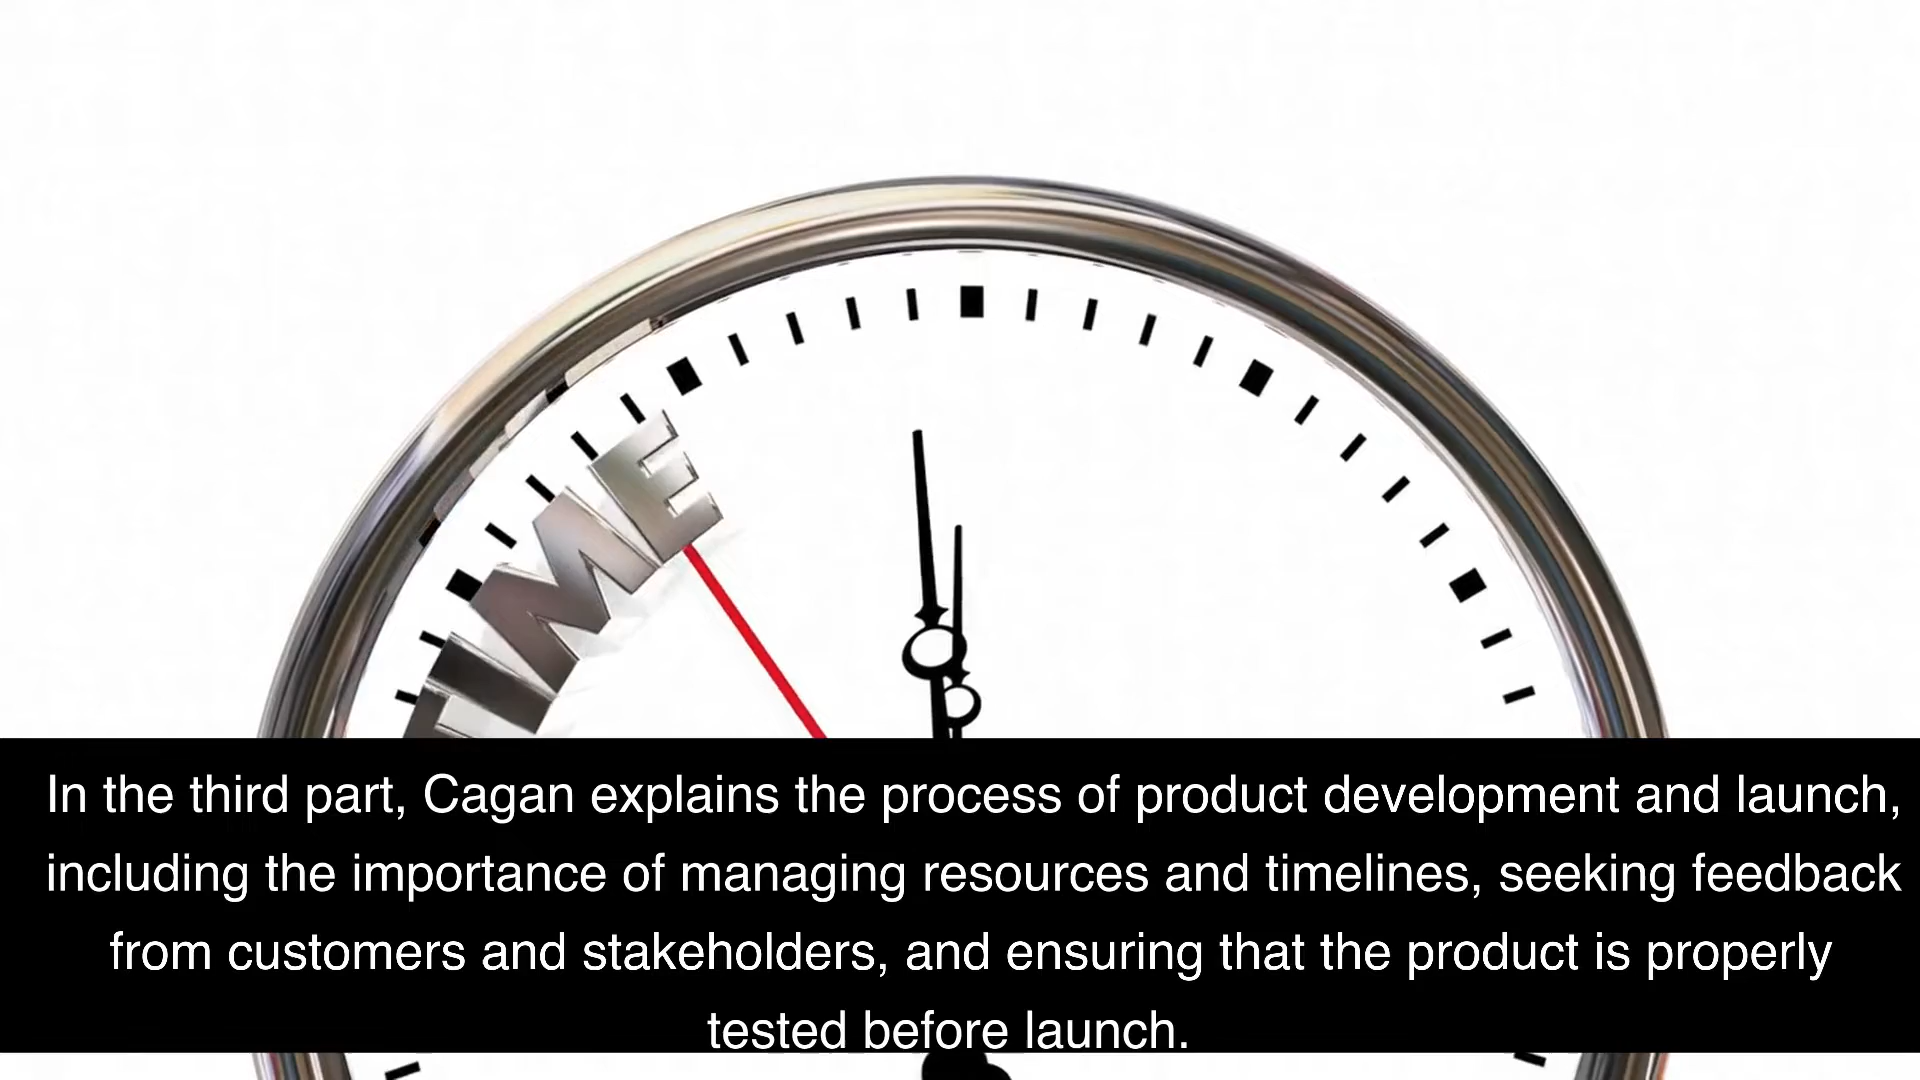 TIME
In the third part, Cagan explains the process of product development and launch,
including the importance of managing resources and timelines, seeking feedback
from customers and stakeholders, and ensuring that the product is properly
tested before launch.